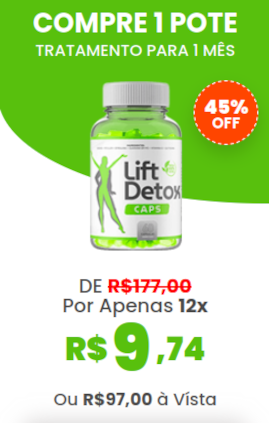 COMPRE 1 POTE
TRATAMENTO PARA 1 MÊS
45%
OFF
Lift
Detox
CAPS
DE R$177,00
Por Apenas 12x
R$ 9,74
Ou R$97,00 à Vísta